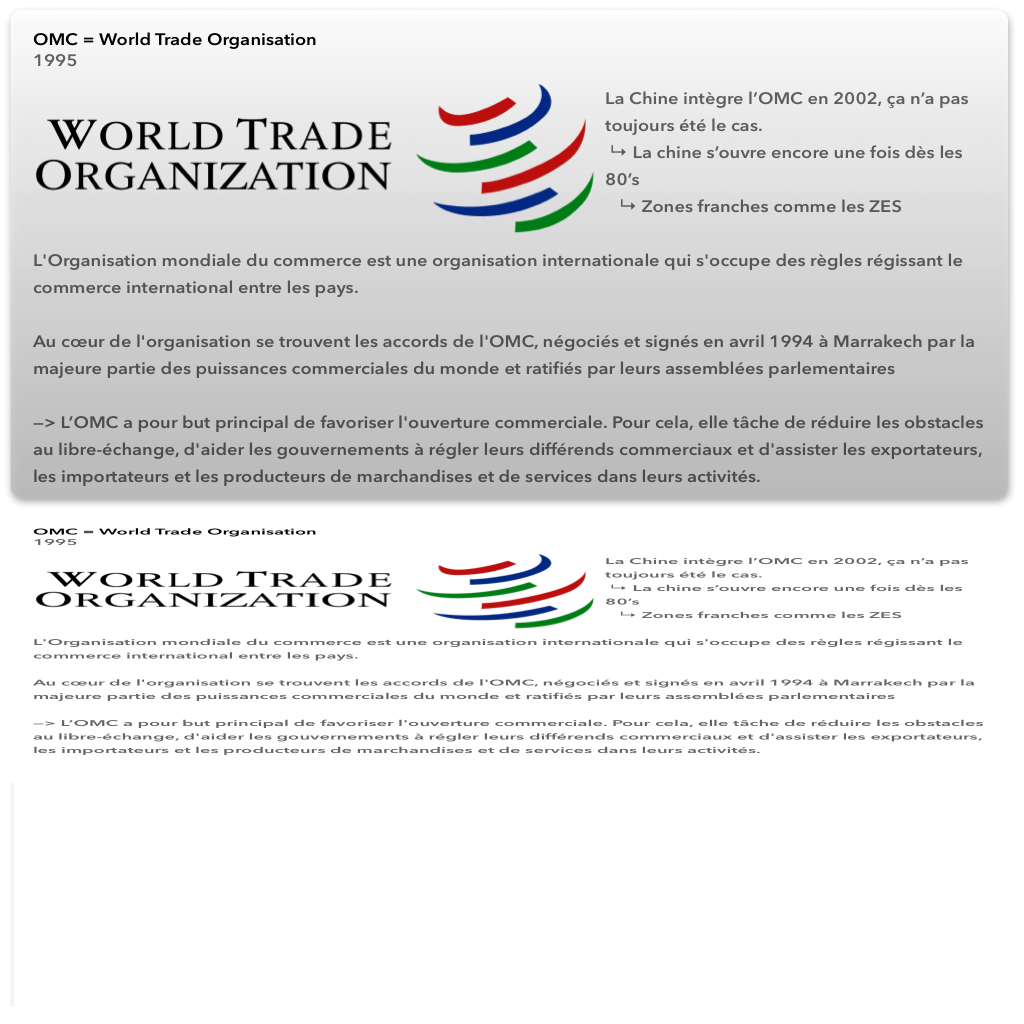 OMC = World Trade Organisation
1995
WORLD TRADE
ORGANIZATION
La Chine intègre l’OMC en 2002, ça n’a pas
toujours été le cas.
↪ La chine s’ouvre encore une fois dès les
80’s
↪ Zones franches comme les ZES
L'Organisation mondiale du commerce est une organisation internationale qui s'occupe des règles régissant le
commerce international entre les pays.
Au cœur de l'organisation se trouvent les accords de l'OMC, négociés et signés en avril 1994 à Marrakech par la
majeure partie des puissances commerciales du monde et ratifiés par leurs assemblées parlementaires
—> L’OMC a pour but principal de favoriser l'ouverture commerciale. Pour cela, elle tâche de réduire les obstacles
au libre-échange, d'aider les gouvernements à régler leurs différends commerciaux et d'assister les exportateurs,
les importateurs et les producteurs de marchandises et de services dans leurs activités.
OMC = World Trade Organisation
1995
WORLD TRADE
ORGANIZATION
La Chine intègre l’OMC en 2002, ça n’a pas
toujours été le cas.
↪ La chine s’ouvre encore une fois dès les
80’s
↪ Zones franches comme les ZES
L'Organisation mondiale du commerce est une organisation internationale qui s'occupe des règles régissant le
commerce international entre les pays.
Au cœur de l'organisation se trouvent les accords de l'OMC, négociés et signés en avril 1994 à Marrakech par la
majeure partie des puissances commerciales du monde et ratifiés par leurs assemblées parlementaires
—> L’OMC a pour but principal de favoriser l'ouverture commerciale. Pour cela, elle tâche de réduire les obstacles
au libre-échange, d'aider les gouvernements à régler leurs différends commerciaux et d'assister les exportateurs,
les importateurs et les producteurs de marchandises et de services dans leurs activités.